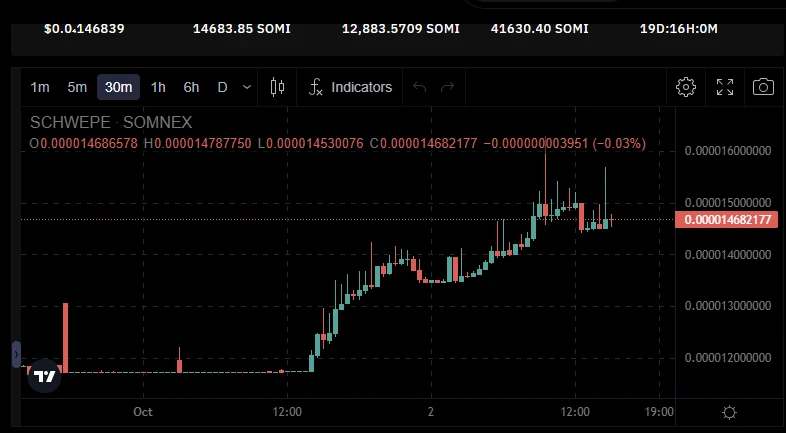 $0.0₄146839 14683.85 SOMI 12,883.5709 SOMI 41630.40 SOMI 19D:16H:0M
1m 5m 30m 1h 6h D Indicators
SCHWEPE · SOMNEX
O0.000014686578 H0.000014787750 L0.000014530076 C0.000014682177 −0.000000003951 (−0.03%)
0.000016000000
0.000015000000
0.000014682177
0.000014000000
0.000013000000
0.000012000000
Oct 12:00 2 12:00 19:00